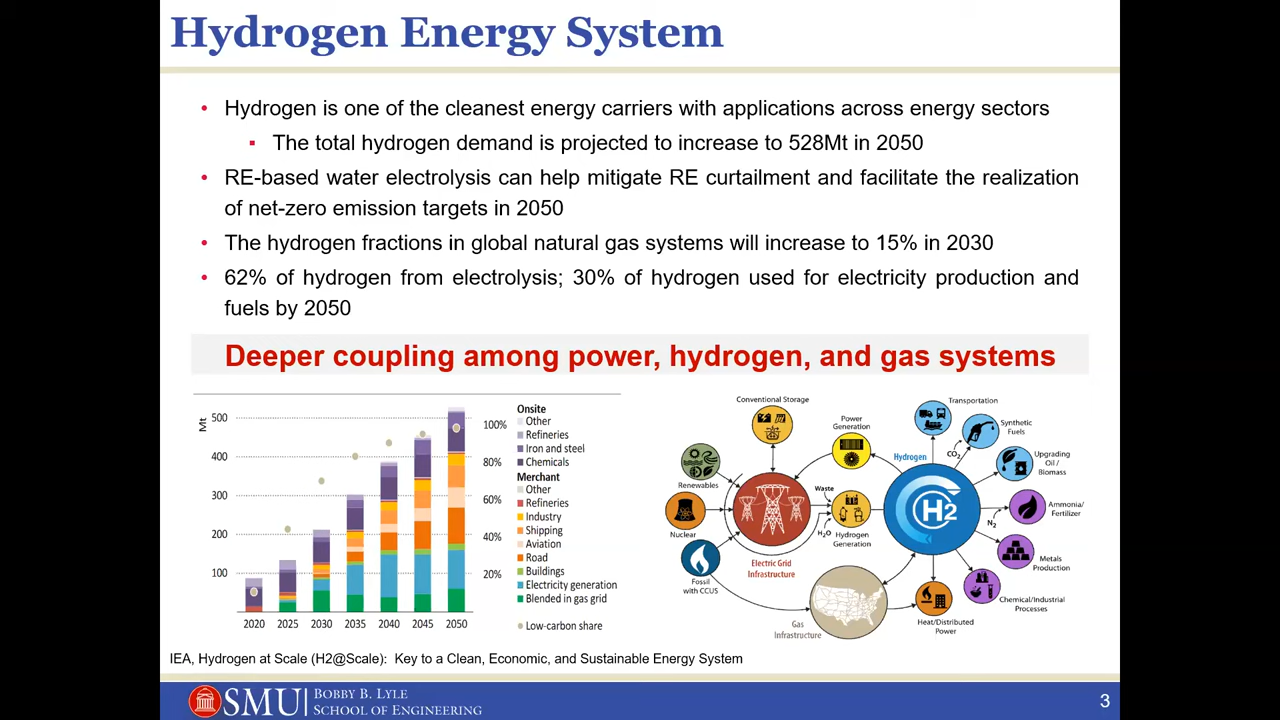 Hydrogen Energy System
• Hydrogen is one of the cleanest energy carriers with applications across energy sectors
▪ The total hydrogen demand is projected to increase to 528Mt in 2050
• RE-based water electrolysis can help mitigate RE curtailment and facilitate the realization
of net-zero emission targets in 2050
• The hydrogen fractions in global natural gas systems will increase to 15% in 2030
• 62% of hydrogen from electrolysis; 30% of hydrogen used for electricity production and
fuels by 2050
Deeper coupling among power, hydrogen, and gas systems
Mt
500
400
300
200
100
2020 2025 2030 2035 2040 2045 2050
100%
80%
60%
40%
20%
Onsite
Other
Refineries
Iron and steel
Chemicals
Merchant
Other
Refineries
Industry
Shipping
Aviation
Road
Buildings
Electricity generation
Blended in gas grid
Low-carbon share
Conventional Storage
Power
Generation
Renewables
Nuclear
Fossil
with CCUS
Electric Grid
Infrastructure
Waste
H₂O
Hydrogen
Generation
Hydrogen
H2
Gas
Infrastructure
Transportation
CO₂
Synthetic
Fuels
Upgrading
Oil /
Biomass
N₂
Ammonia/
Fertilizer
Metals
Production
Chemical/Industrial
Processes
Heat/Distributed
Power
IEA, Hydrogen at Scale (H2@Scale): Key to a Clean, Economic, and Sustainable Energy System
SMU
BOBBY B. LYLE
SCHOOL OF ENGINEERING
3